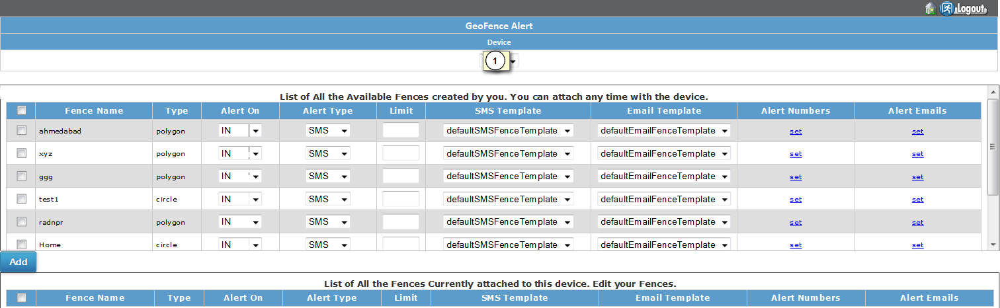 Logout
GeoFence Alert
Device
1
List of All the Available Fences created by you. You can attach any time with the device.
Fence Name Type Alert On Alert Type Limit SMS Template Email Template Alert Numbers Alert Emails
ahmedabad polygon IN SMS defaultSMSFenceTemplate defaultEmailFenceTemplate set set
xyz polygon IN SMS defaultSMSFenceTemplate defaultEmailFenceTemplate set set
ggg polygon IN SMS defaultSMSFenceTemplate defaultEmailFenceTemplate set set
test1 circle IN SMS defaultSMSFenceTemplate defaultEmailFenceTemplate set set
radnpr polygon IN SMS defaultSMSFenceTemplate defaultEmailFenceTemplate set set
Home circle IN SMS defaultSMSFenceTemplate defaultEmailFenceTemplate set set
Add
List of All the Fences Currently attached to this device. Edit your Fences.
Fence Name Type Alert On Alert Type Limit SMS Template Email Template Alert Numbers Alert Emails